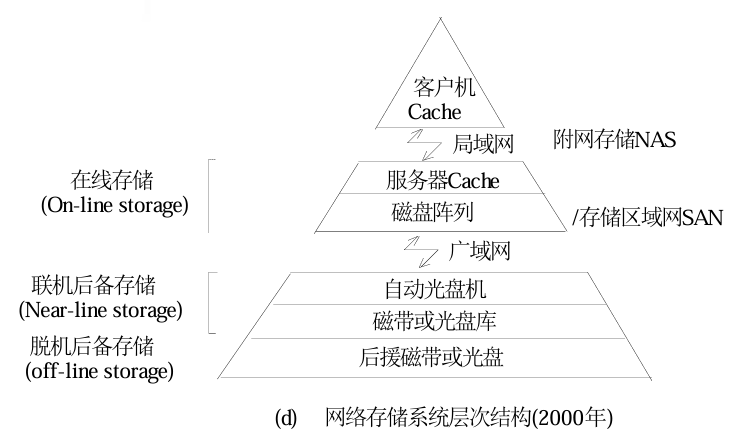 客户机
Cache
局域网
附网存储NAS
在线存储
(On-line storage)
服务器Cache
磁盘阵列
/存储区域网SAN
广域网
联机后备存储
(Near-line storage)
自动光盘机
磁带或光盘库
脱机后备存储
(off-line storage)
后援磁带或光盘
(d) 网络存储系统层次结构(2000年)